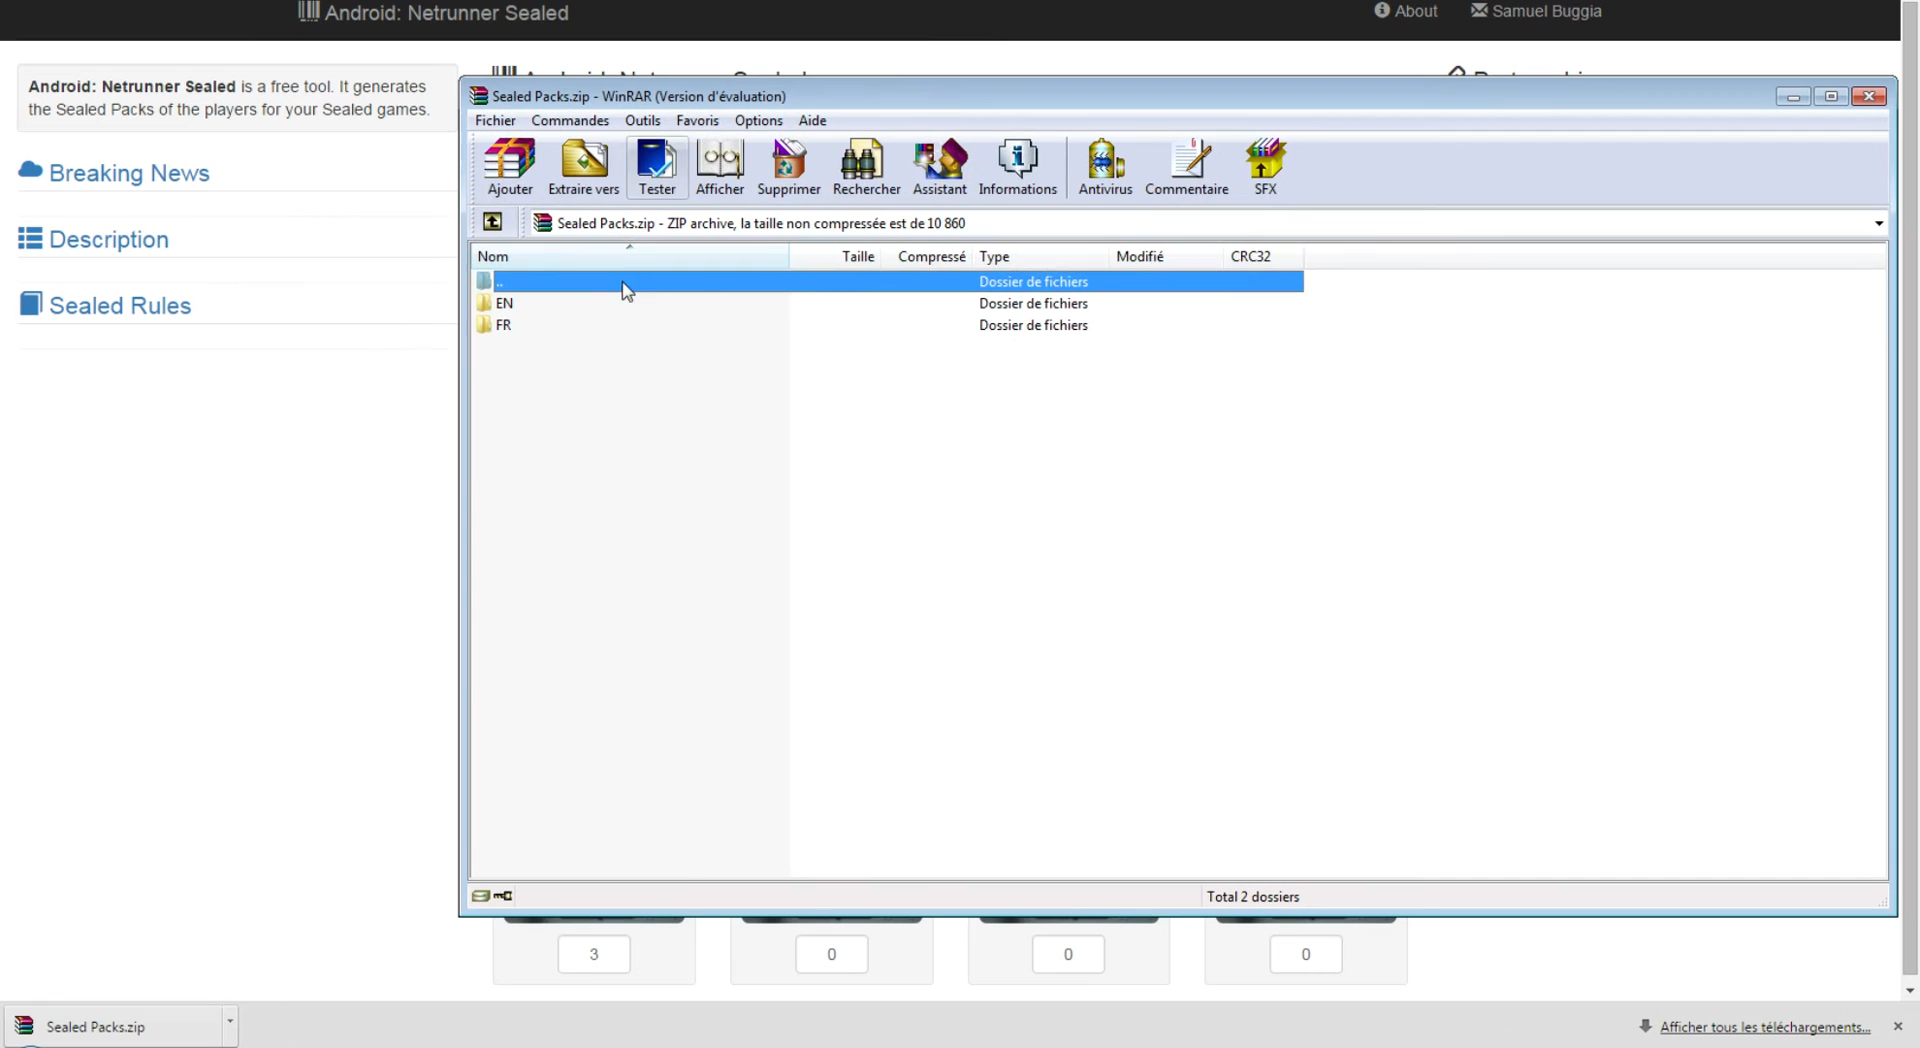 Android: Netrunner Sealed
About
Samuel Buggia
Android: Netrunner Sealed is a free tool. It generates
the Sealed Packs of the players for your Sealed games.
Breaking News
Description
Sealed Rules
Sealed Packs.zip - WinRAR (Version d'évaluation)
Fichier Commandes Outils Favoris Options Aide
Ajouter Extraire vers Tester Afficher Supprimer Rechercher Assistant Informations Antivirus Commentaire SFX
Sealed Packs.zip - ZIP archive, la taille non compressée est de 10 860
Nom Taille Compressé Type Modifié CRC32
.. Dossier de fichiers
EN Dossier de fichiers
FR Dossier de fichiers
Total 2 dossiers
3 0 0 0
Sealed Packs.zip
Afficher tous les téléchargements...